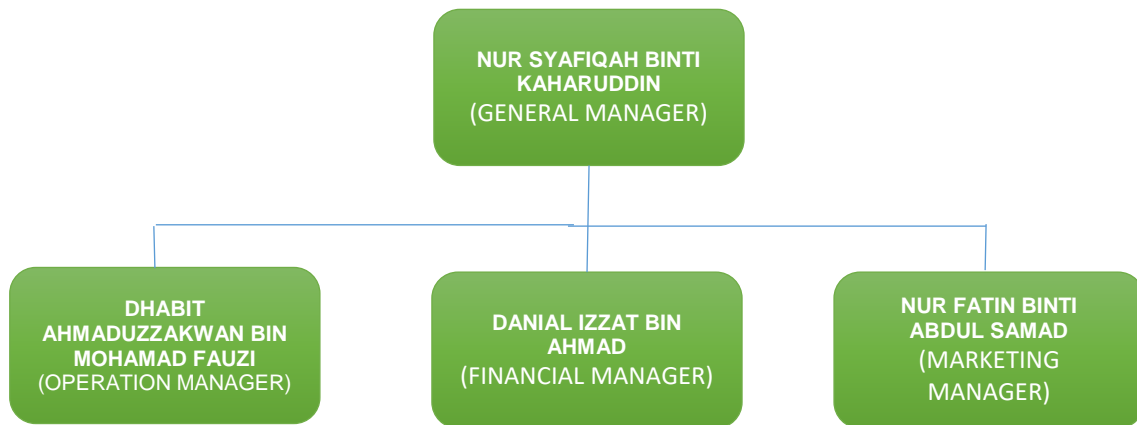 NUR SYAFIQAH BINTI
KAHARUDDIN
(GENERAL MANAGER)
DHABIT
AHMADUZZAKWAN BIN
MOHAMAD FAUZI
(OPERATION MANAGER)
DANIAL IZZAT BIN
AHMAD
(FINANCIAL MANAGER)
NUR FATIN BINTI
ABDUL SAMAD
(MARKETING
MANAGER)